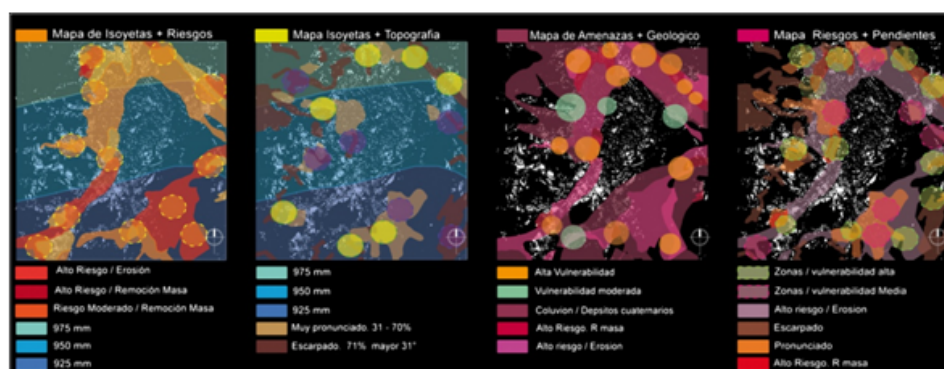 Mapa de Isoyetas + Riesgos
Alto Riesgo / Erosión
Alto Riesgo / Remoción Masa
Riesgo Moderado / Remoción Masa
975 mm
950 mm
925 mm
Mapa Isoyetas + Topografia
975 mm
950 mm
925 mm
Muy pronunciado. 31 - 70%
Escarpado. 71% mayor 31°
Mapa de Amenazas + Geologico
Alta Vulnerabilidad
Vulnerabilidad moderada
Coluvion / Depsitos cuaternarios
Alto Riesgo. R masa
Alto riesgo / Erosion
Mapa Riesgos + Pendientes
Zonas / vulnerabilidad alta
Zonas / vulnerabilidad Media
Alto riesgo / Erosion
Escarpado
Pronunciado
Alto Riesgo. R masa